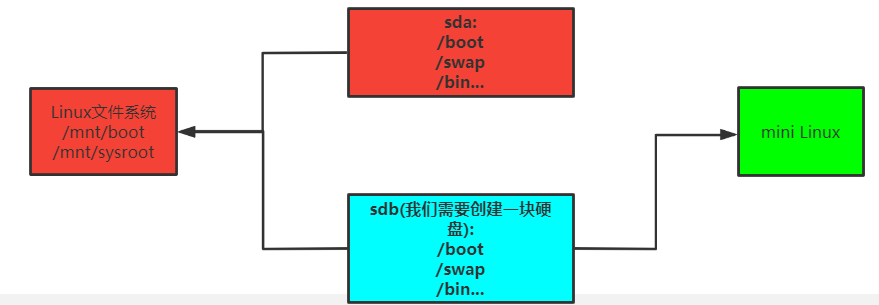 sda:
/boot
/swap
/bin...
Linux文件系统
/mnt/boot
/mnt/sysroot
mini Linux
sdb(我们需要创建一块硬
盘):
/boot
/swap
/bin...